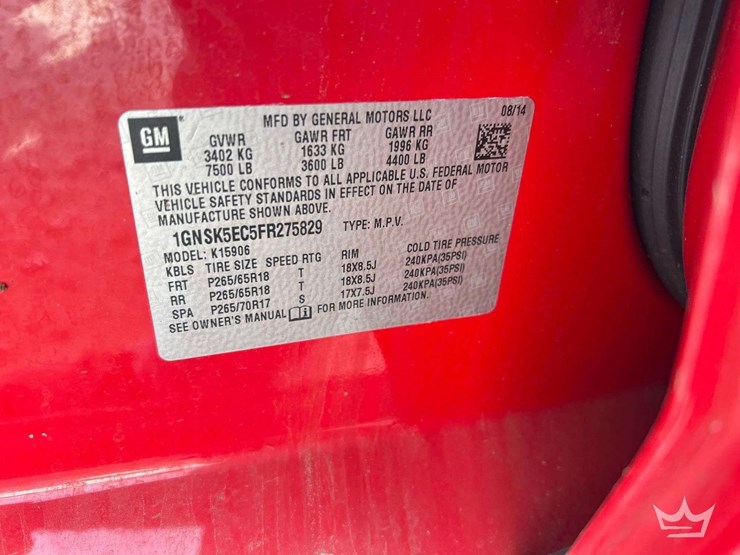 GM
MFD BY GENERAL MOTORS LLC 08/14
GVWR GAWR FRT GAWR RR
3402 KG 1633 KG 1996 KG
7500 LB 3600 LB 4400 LB
THIS VEHICLE CONFORMS TO ALL APPLICABLE U.S. FEDERAL MOTOR
VEHICLE SAFETY STANDARDS IN EFFECT ON THE DATE OF
MANUFACTURE SHOWN ABOVE.
1GNSK5EC5FR275829 TYPE: M.P.V.
MODEL: K15906
KBLS TIRE SIZE SPEED RTG RIM COLD TIRE PRESSURE
FRT P265/65R18 T 18X8.5J 240KPA(35PSI)
RR P265/65R18 T 18X8.5J 240KPA(35PSI)
SPA P265/70R17 S 17X7.5J 240KPA(35PSI)
SEE OWNER'S MANUAL FOR MORE INFORMATION.